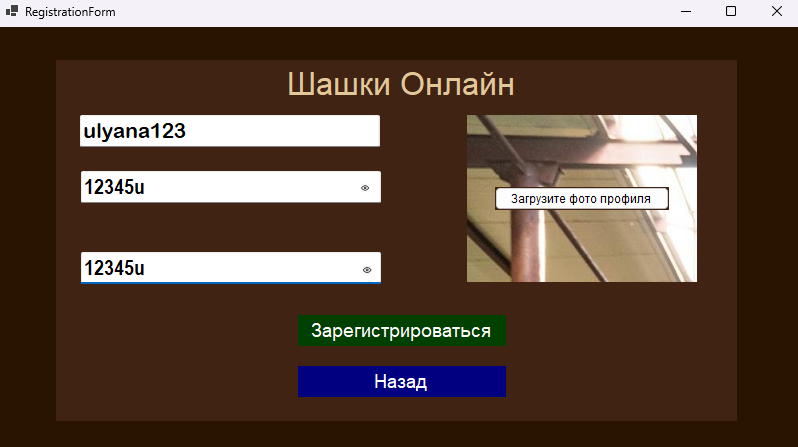 RegistrationForm
Шашки Онлайн
ulyana123
12345u
Загрузите фото профиля
12345u
Зарегистрироваться
Назад